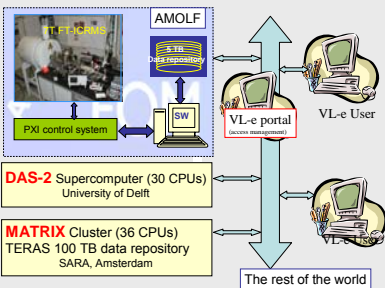 AMOLF
7T FT-ICRMS
5 TB
Data repository
PXI control system
SW
VL-e portal
(access management)
VL-e User
DAS-2 Supercomputer (30 CPUs)
University of Delft
MATRIX Cluster (36 CPUs)
TERAS 100 TB data repository
SARA, Amsterdam
VL-e User
The rest of the world